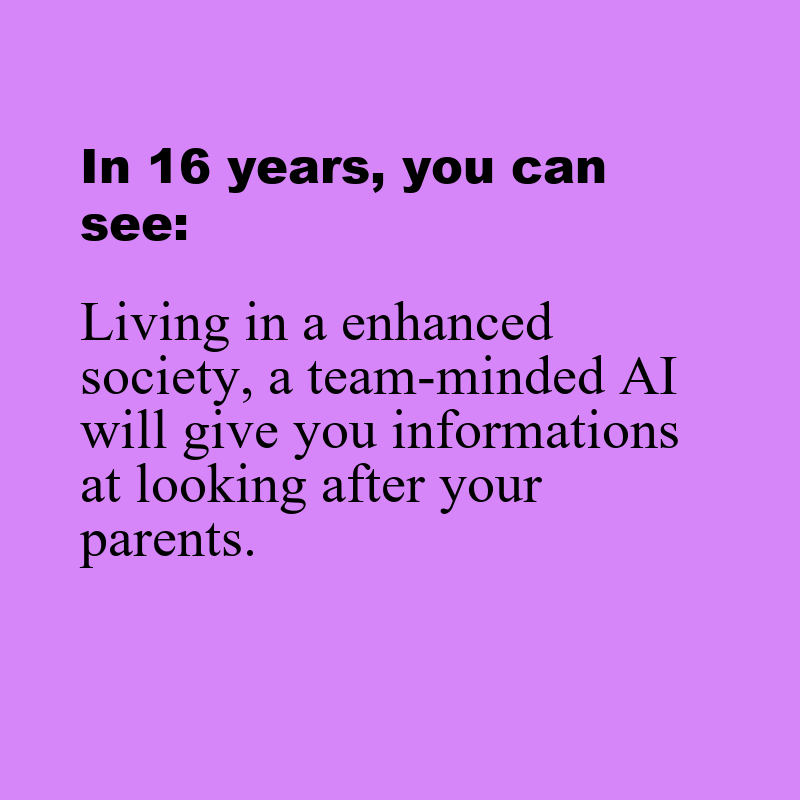 In 16 years, you can
see:
Living in a enhanced
society, a team-minded AI
will give you informations
at looking after your
parents.